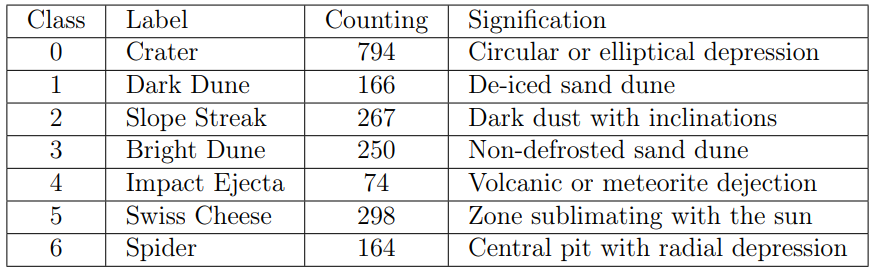 Class Label Counting Signification
0 Crater 794 Circular or elliptical depression
1 Dark Dune 166 De-iced sand dune
2 Slope Streak 267 Dark dust with inclinations
3 Bright Dune 250 Non-defrosted sand dune
4 Impact Ejecta 74 Volcanic or meteorite dejection
5 Swiss Cheese 298 Zone sublimating with the sun
6 Spider 164 Central pit with radial depression